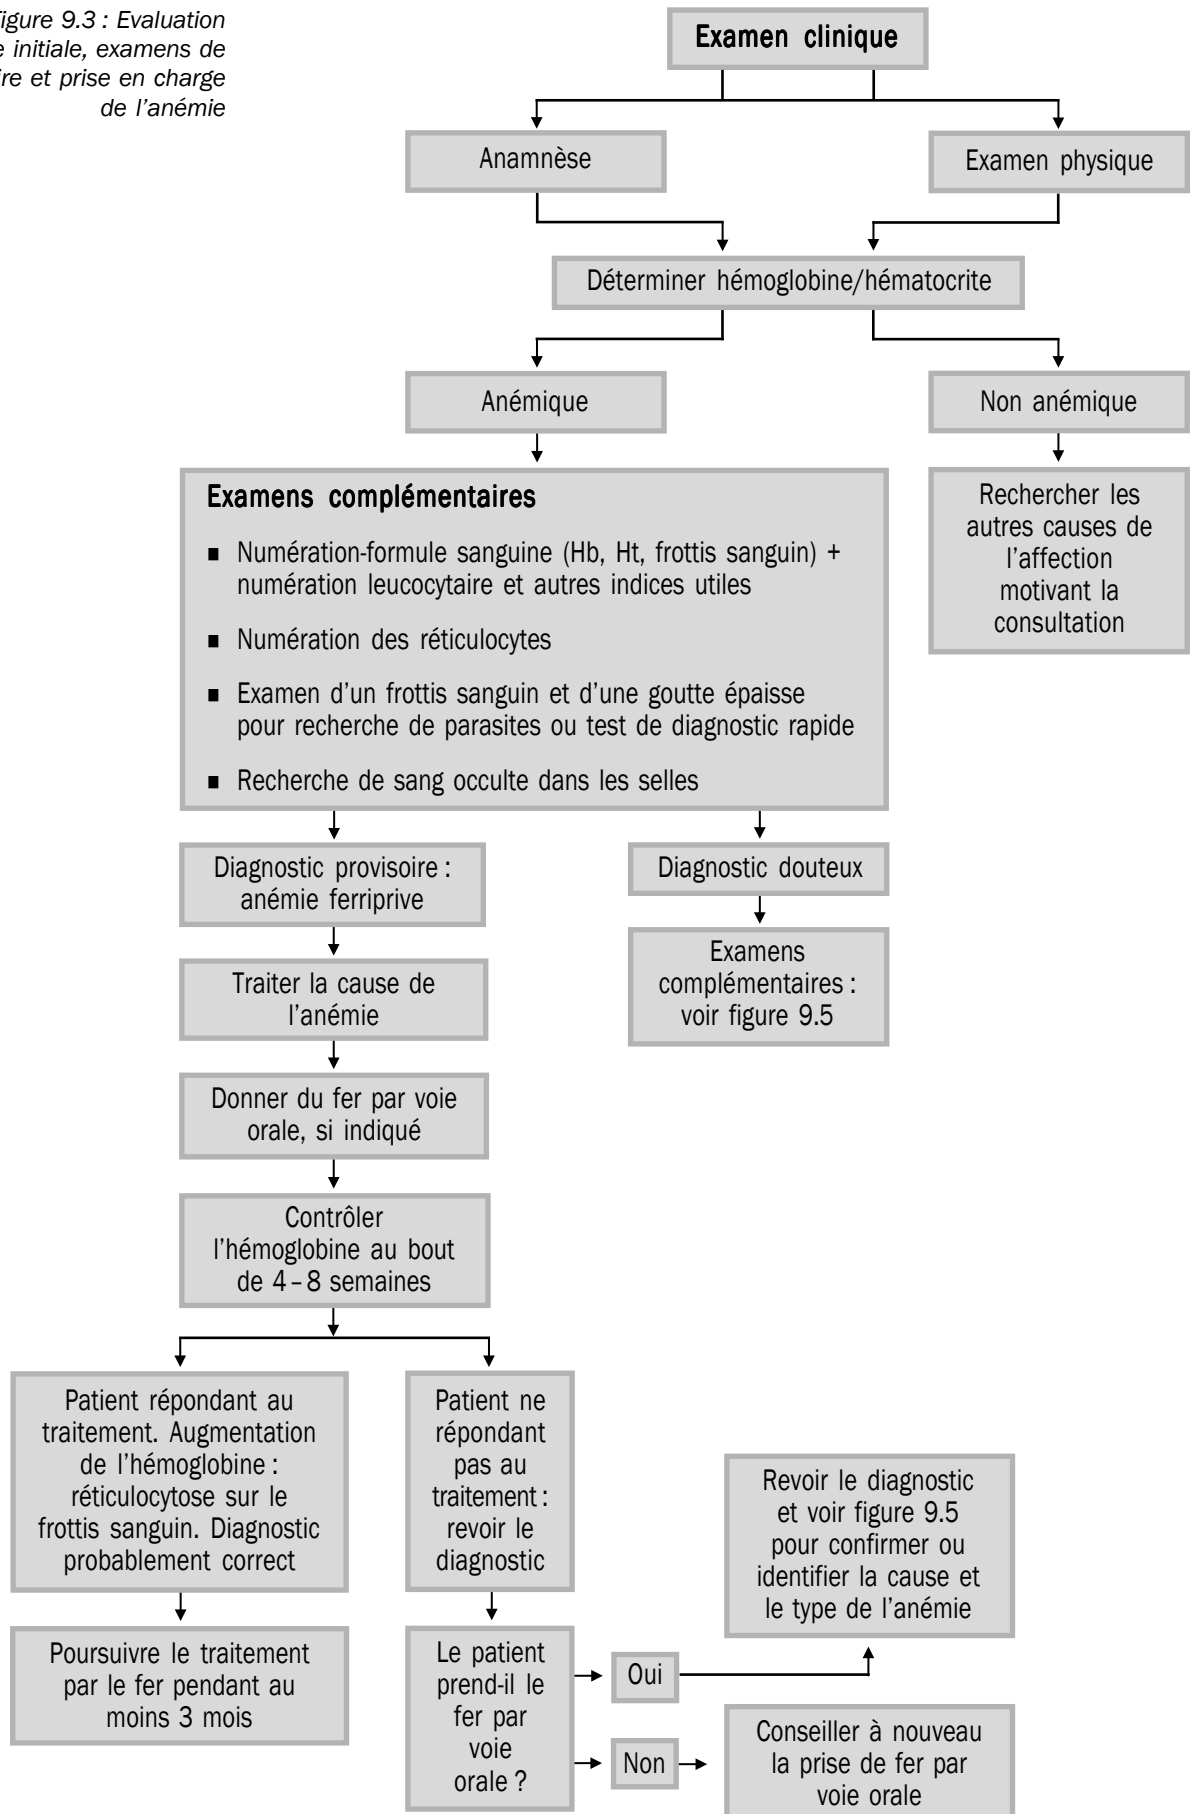 igure 9.3 : Evaluation
e initiale, examens de
ire et prise en charge
de l'anémie
Examen clinique
Anamnèse
Examen physique
Déterminer hémoglobine/hématocrite
Anémique
Non anémique
Examens complémentaires
■ Numération-formule sanguine (Hb, Ht, frottis sanguin) +
numération leucocytaire et autres indices utiles
■ Numération des réticulocytes
■ Examen d'un frottis sanguin et d'une goutte épaisse
pour recherche de parasites ou test de diagnostic rapide
■ Recherche de sang occulte dans les selles
Rechercher les
autres causes de
l'affection
motivant la
consultation
Diagnostic provisoire :
anémie ferriprive
Diagnostic douteux
Traiter la cause de
l'anémie
Examens
complémentaires :
voir figure 9.5
Donner du fer par voie
orale, si indiqué
Contrôler
l'hémoglobine au bout
de 4 – 8 semaines
Patient répondant au
traitement. Augmentation
de l'hémoglobine :
réticulocytose sur le
frottis sanguin. Diagnostic
probablement correct
Patient ne
répondant
pas au
traitement :
revoir le
diagnostic
Revoir le diagnostic
et voir figure 9.5
pour confirmer ou
identifier la cause et
le type de l'anémie
Poursuivre le traitement
par le fer pendant au
moins 3 mois
Le patient
prend-il le
fer par
voie
orale ?
Oui
Non
Conseiller à nouveau
la prise de fer par
voie orale